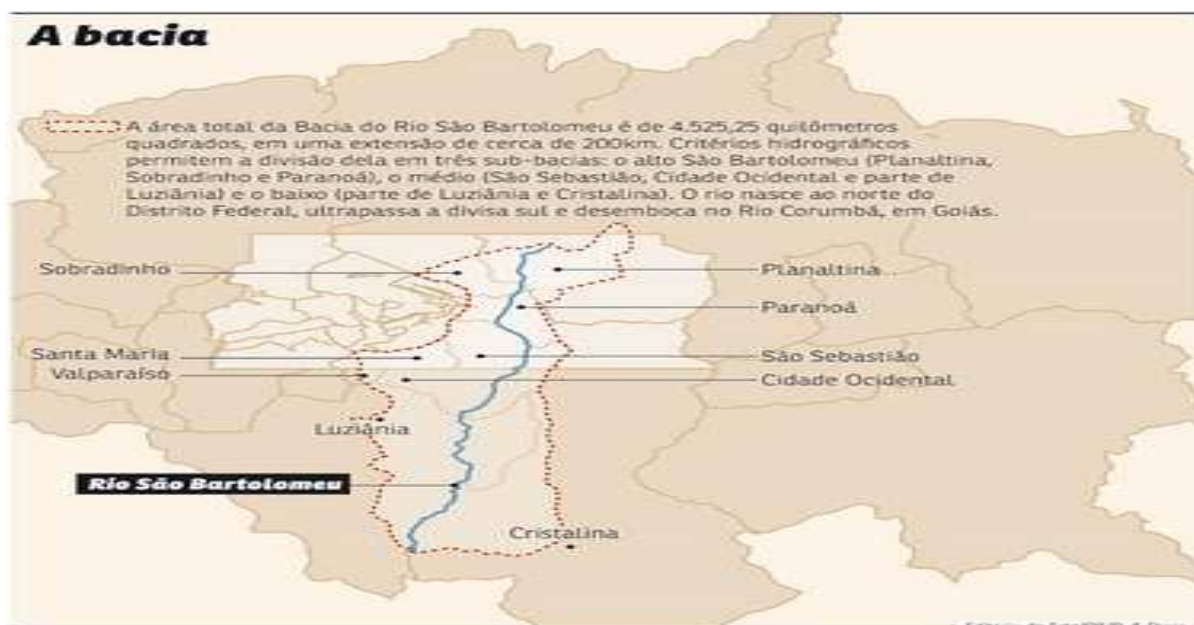 A bacia
A área total da Bacia do Rio São Bartolomeu é de 4.525,25 quilômetros
quadrados, em uma extensão de cerca de 200km. Critérios hidrográficos
permitem a divisão dela em três sub-bacias: o alto São Bartolomeu (Planaltina,
Sobradinho e Paranoá), o médio (São Sebastião, Cidade Ocidental e parte de
Luziânia) e o baixo (parte de Luziânia e Cristalina). O rio nasce ao norte do
Distrito Federal, ultrapassa a divisa sul e desemboca no Rio Corumbá, em Goiás.
Sobradinho
Planaltina
Paranoá
Santa Maria
São Sebastião
Valparaíso
Cidade Ocidental
Luziânia
Rio São Bartolomeu
Cristalina